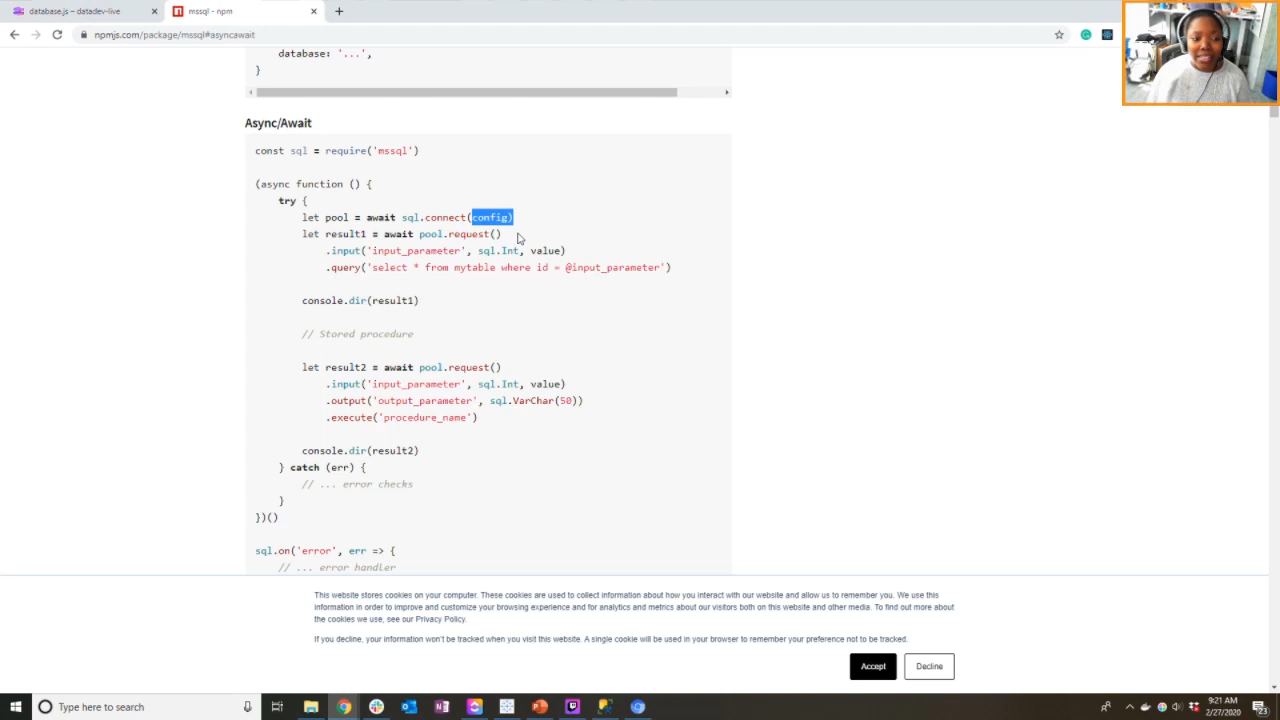 database.js – datadev-live
mssql - npm
npmjs.com/package/mssql#asyncawait
database: '...',
}
Async/Await
const sql = require('mssql')
(async function () {
try {
let pool = await sql.connect(config)
let result1 = await pool.request()
.input('input_parameter', sql.Int, value)
.query('select * from mytable where id = @input_parameter')
console.dir(result1)
// Stored procedure
let result2 = await pool.request()
.input('input_parameter', sql.Int, value)
.output('output_parameter', sql.VarChar(50))
.execute('procedure_name')
console.dir(result2)
} catch (err) {
// ... error checks
}
})()
sql.on('error', err => {
// ... error handler
This website stores cookies on your computer. These cookies are used to collect information about how you interact with our website and allow us to remember you. We use this
information in order to improve and customize your browsing experience and for analytics and metrics about our visitors both on this website and other media. To find out more about
the cookies we use, see our Privacy Policy.
If you decline, your information won't be tracked when you visit this website. A single cookie will be used in your browser to remember your preference not to be tracked.
Accept Decline
Type here to search
9:21 AM
2/27/2020
23